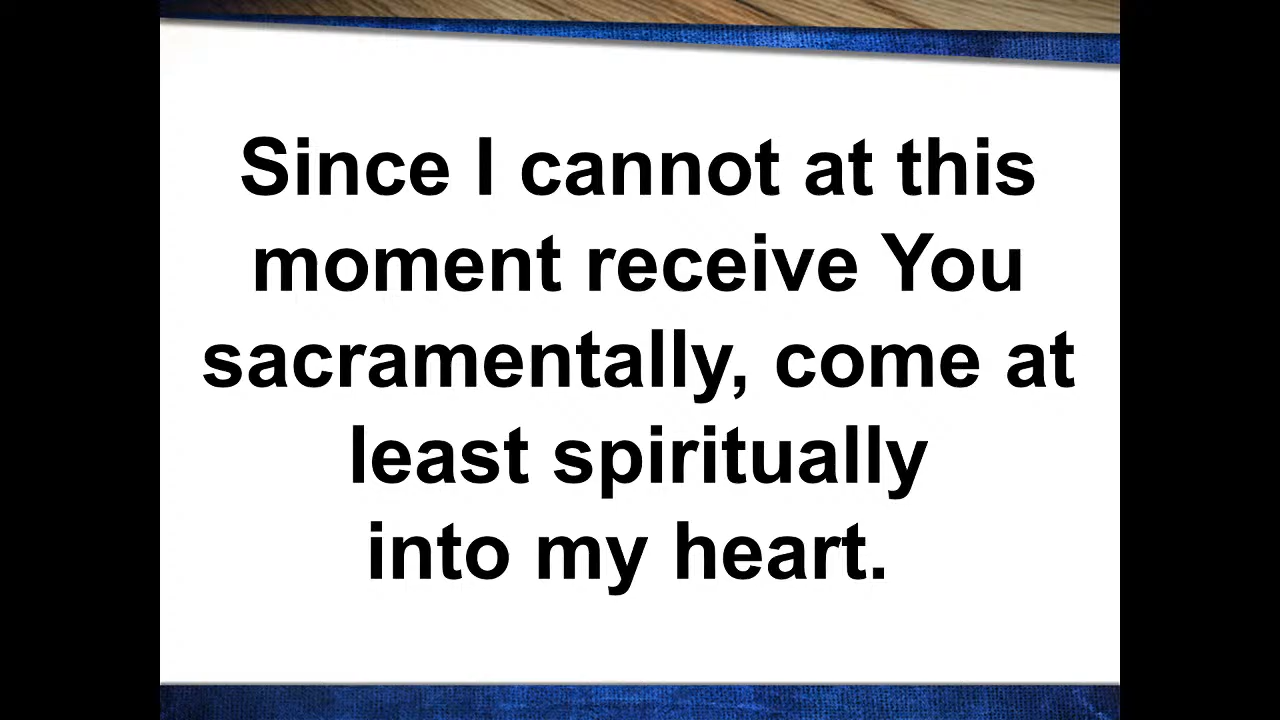 Since I cannot at this
moment receive You
sacramentally, come at
least spiritually
into my heart.